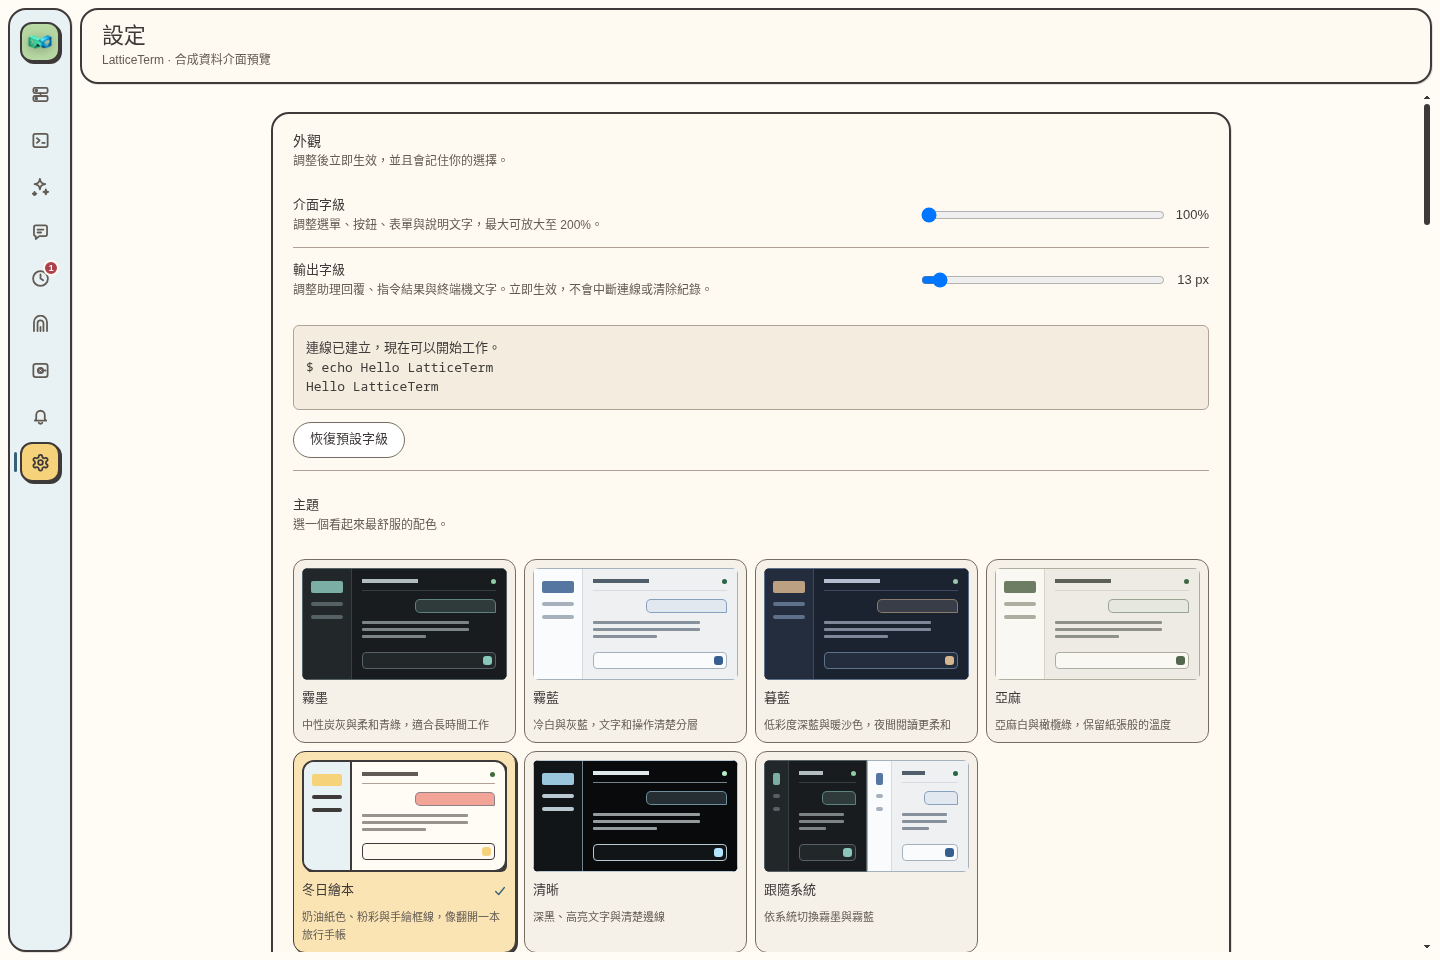 設定
LatticeTerm · 合成資料介面預覽
1
外觀
調整後立即生效，並且會記住你的選擇。
介面字級
調整選單、按鈕、表單與說明文字，最大可放大至 200%。
100%
輸出字級
調整助理回覆、指令結果與終端機文字。立即生效，不會中斷連線或清除紀錄。
13 px
連線已建立，現在可以開始工作。
$ echo Hello LatticeTerm
Hello LatticeTerm
恢復預設字級
主題
選一個看起來最舒服的配色。
霧墨
中性炭灰與柔和青綠，適合長時間工作
霧藍
冷白與灰藍，文字和操作清楚分層
暮藍
低彩度深藍與暖沙色，夜間閱讀更柔和
亞麻
亞麻白與橄欖綠，保留紙張般的溫度
冬日繪本
奶油紙色、粉彩與手繪框線，像翻開一本
旅行手帳
清晰
深黑、高亮文字與清楚邊線
跟隨系統
依系統切換霧墨與霧藍